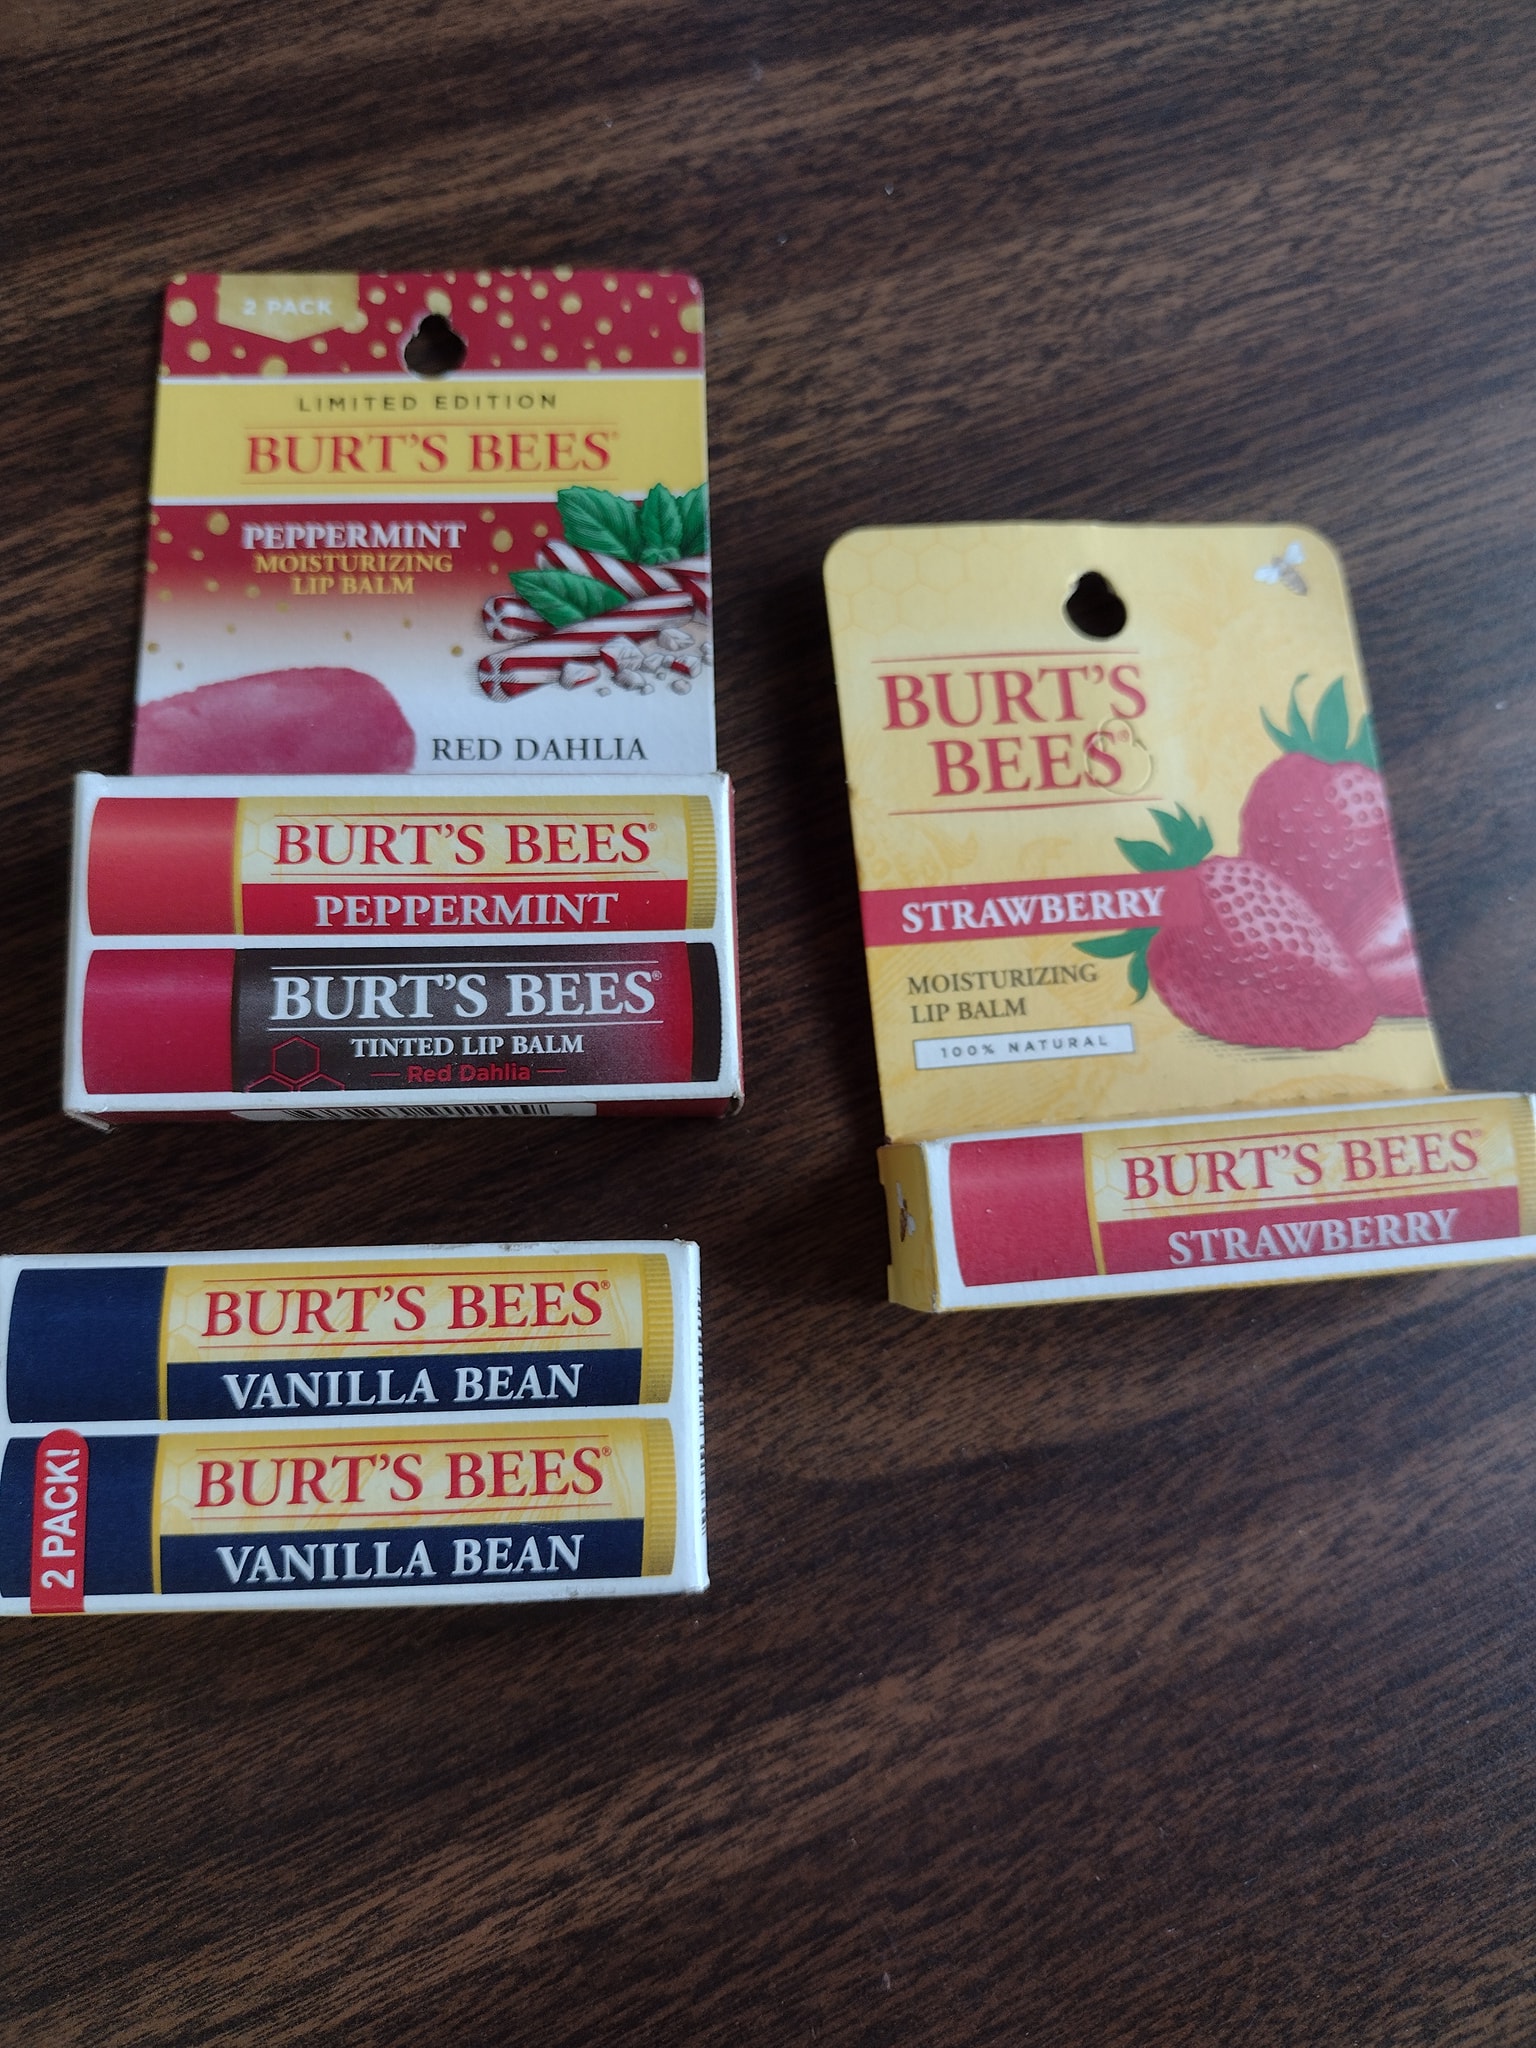 2 PACK
LIMITED EDITION
BURT'S BEES®
PEPPERMINT
MOISTURIZING
LIP BALM
RED DAHLIA
BURT'S BEES®
PEPPERMINT
BURT'S BEES®
TINTED LIP BALM
Red Dahlia
BURT'S
BEES®
STRAWBERRY
MOISTURIZING
LIP BALM
100% NATURAL
BURT'S BEES®
STRAWBERRY
BURT'S BEES®
VANILLA BEAN
BURT'S BEES®
VANILLA BEAN
2 PACK!